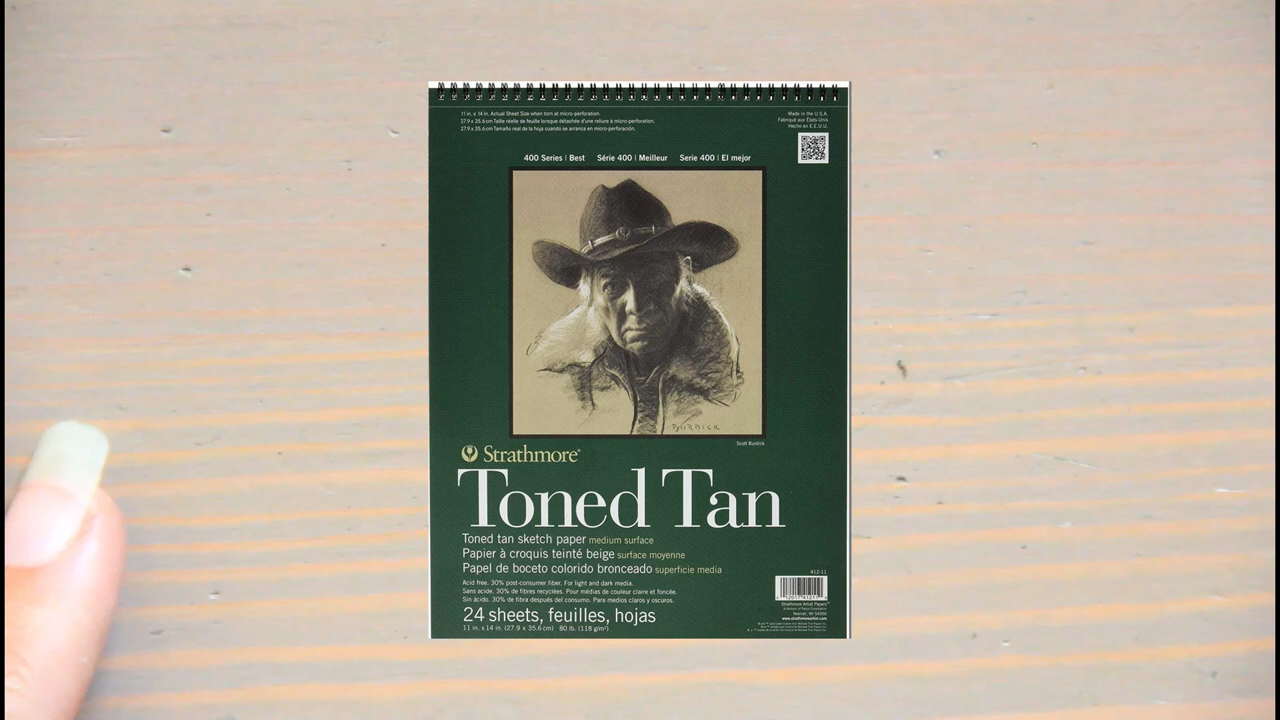 11 in. x 14 in. Actual Sheet Size when torn at micro-perforation.
27.9 x 35.6 cm Taille réelle de feuille lorsque détachée d'une reliure à micro-perforation.
27.9 x 35.6 cm Tamaño real de la hoja cuando se arranca en micro-perforación.
Made in the U.S.A.
Fabriqué aux États-Unis
Hecho en E.E.U.U.
400 Series | Best Série 400 | Meilleur Serie 400 | El mejor
Scott Burdick
Strathmore®
Toned Tan
Toned tan sketch paper medium surface
Papier à croquis teinté beige surface moyenne
Papel de boceto colorido bronceado superficie media
Acid free. 30% post-consumer fiber. For light and dark media.
Sans acide. 30% de fibres recyclées. Pour médias de couleur claire et foncée.
Sin ácido. 30% de fibra después del consumo. Para medios claros y oscuros.
24 sheets, feuilles, hojas
11 in. x 14 in. (27.9 x 35.6 cm) 80 lb. (118 g/m²)
412-11
Strathmore Artist Papers™
Neenah, WI 54956
www.strathmoreartist.com